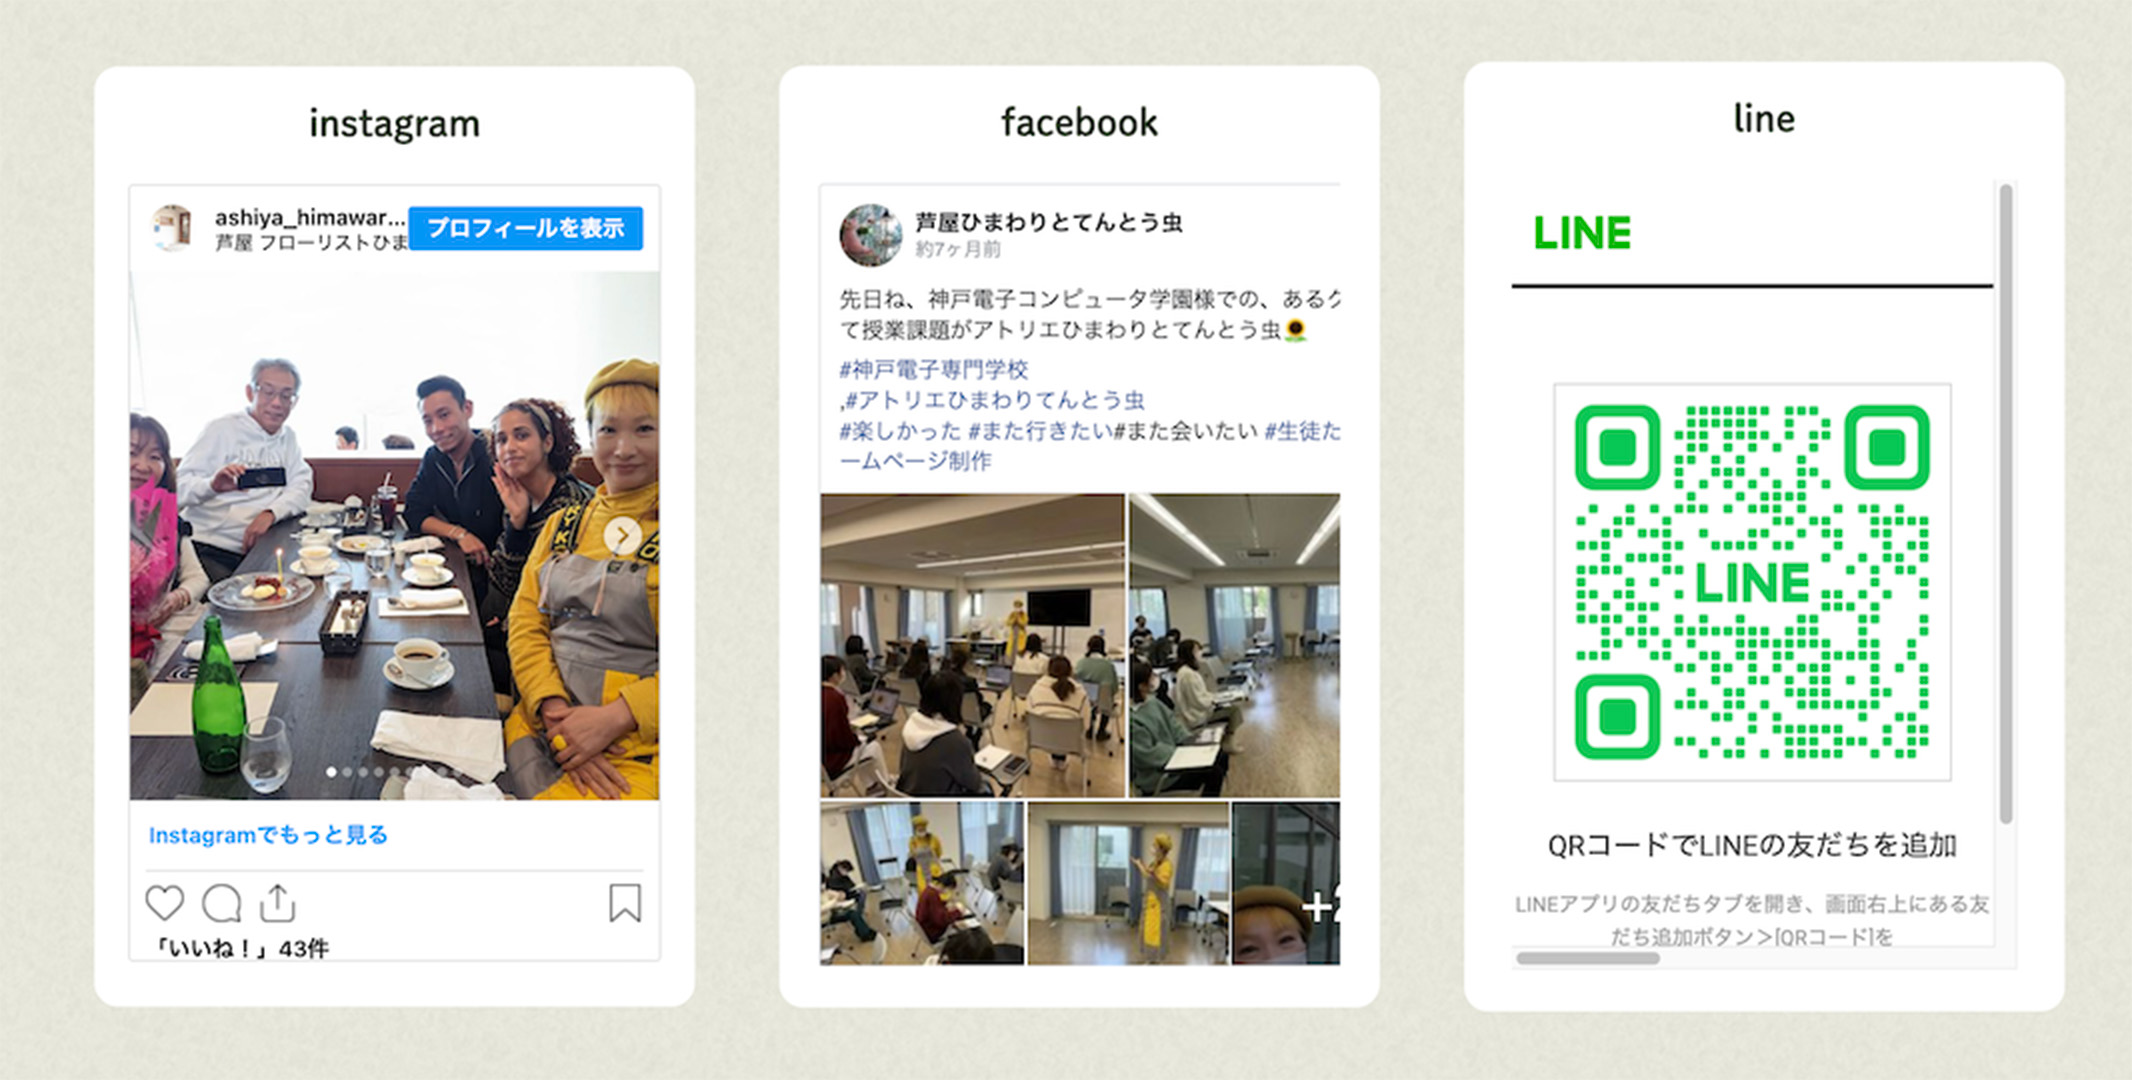 instagram
ashiya_himawar...
芦屋 フローリストひま
プロフィールを表示
Instagramでもっと見る
「いいね！」43件
facebook
芦屋ひまわりとてんとう虫
約7ヶ月前
先日ね、神戸電子コンピュータ学園様での、あるク
て授業課題がアトリエひまわりとてんとう虫🌻
#神戸電子専門学校
,#アトリエひまわりてんとう虫
#楽しかった #また行きたい#また会いたい #生徒た
ームページ制作
+2
line
LINE
LINE
QRコードでLINEの友だちを追加
LINEアプリの友だちタブを開き、画面右上にある友
だち追加ボタン>[QRコード]を